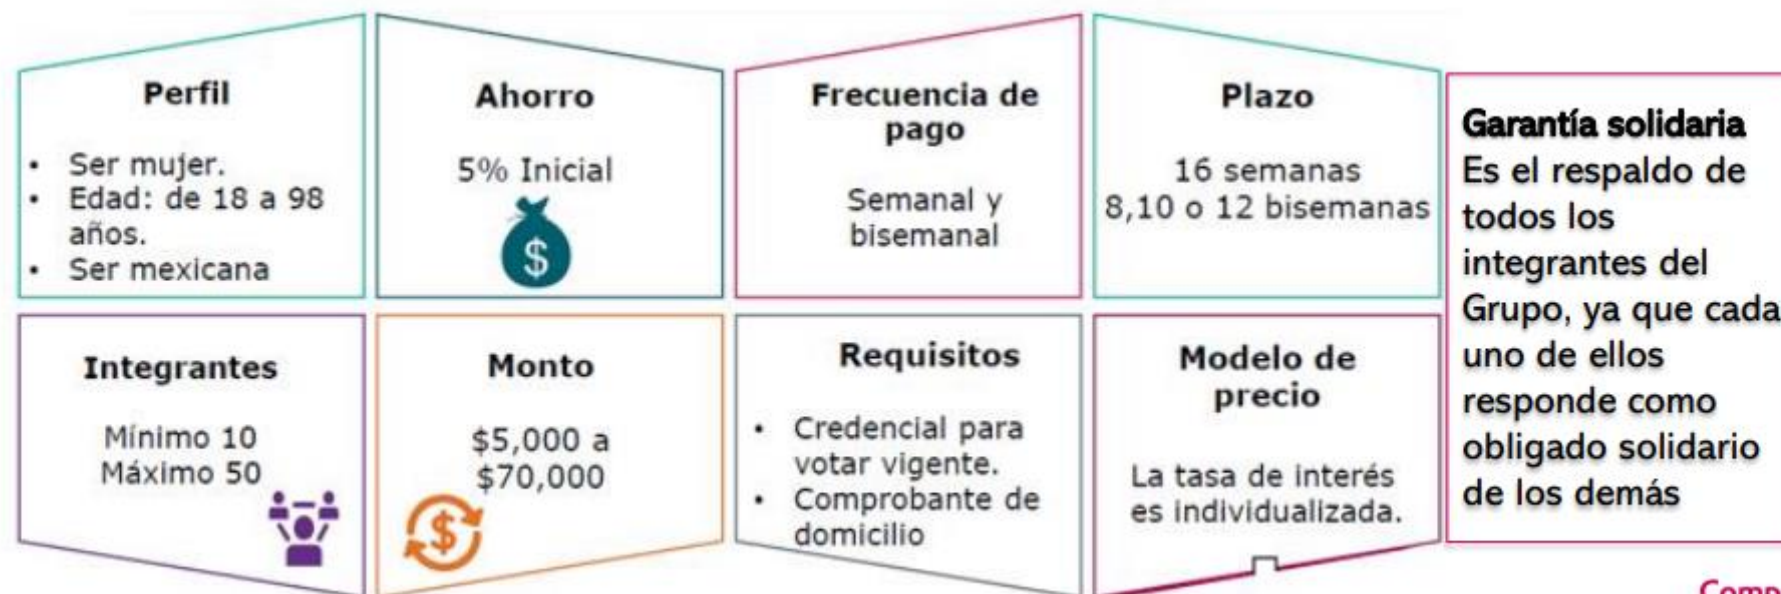 Perfil
• Ser mujer.
• Edad: de 18 a 98
años.
• Ser mexicana
Ahorro
5% Inicial
$
Frecuencia de
pago
Semanal y
bisemanal
Plazo
16 semanas
8,10 o 12 bisemanas
Garantía solidaria
Es el respaldo de
todos los
integrantes del
Grupo, ya que cada
uno de ellos
responde como
obligado solidario
de los demás
Integrantes
Mínimo 10
Máximo 50
Monto
$5,000 a
$70,000
$
Requisitos
• Credencial para
votar vigente.
• Comprobante de
domicilio
Modelo de
precio
La tasa de interés
es individualizada.